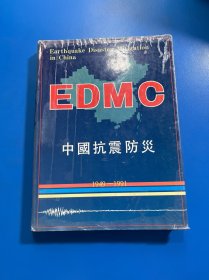 Earthquake Disaster Mitigation
in China
EDMC
中國抗震防災
1949—1991